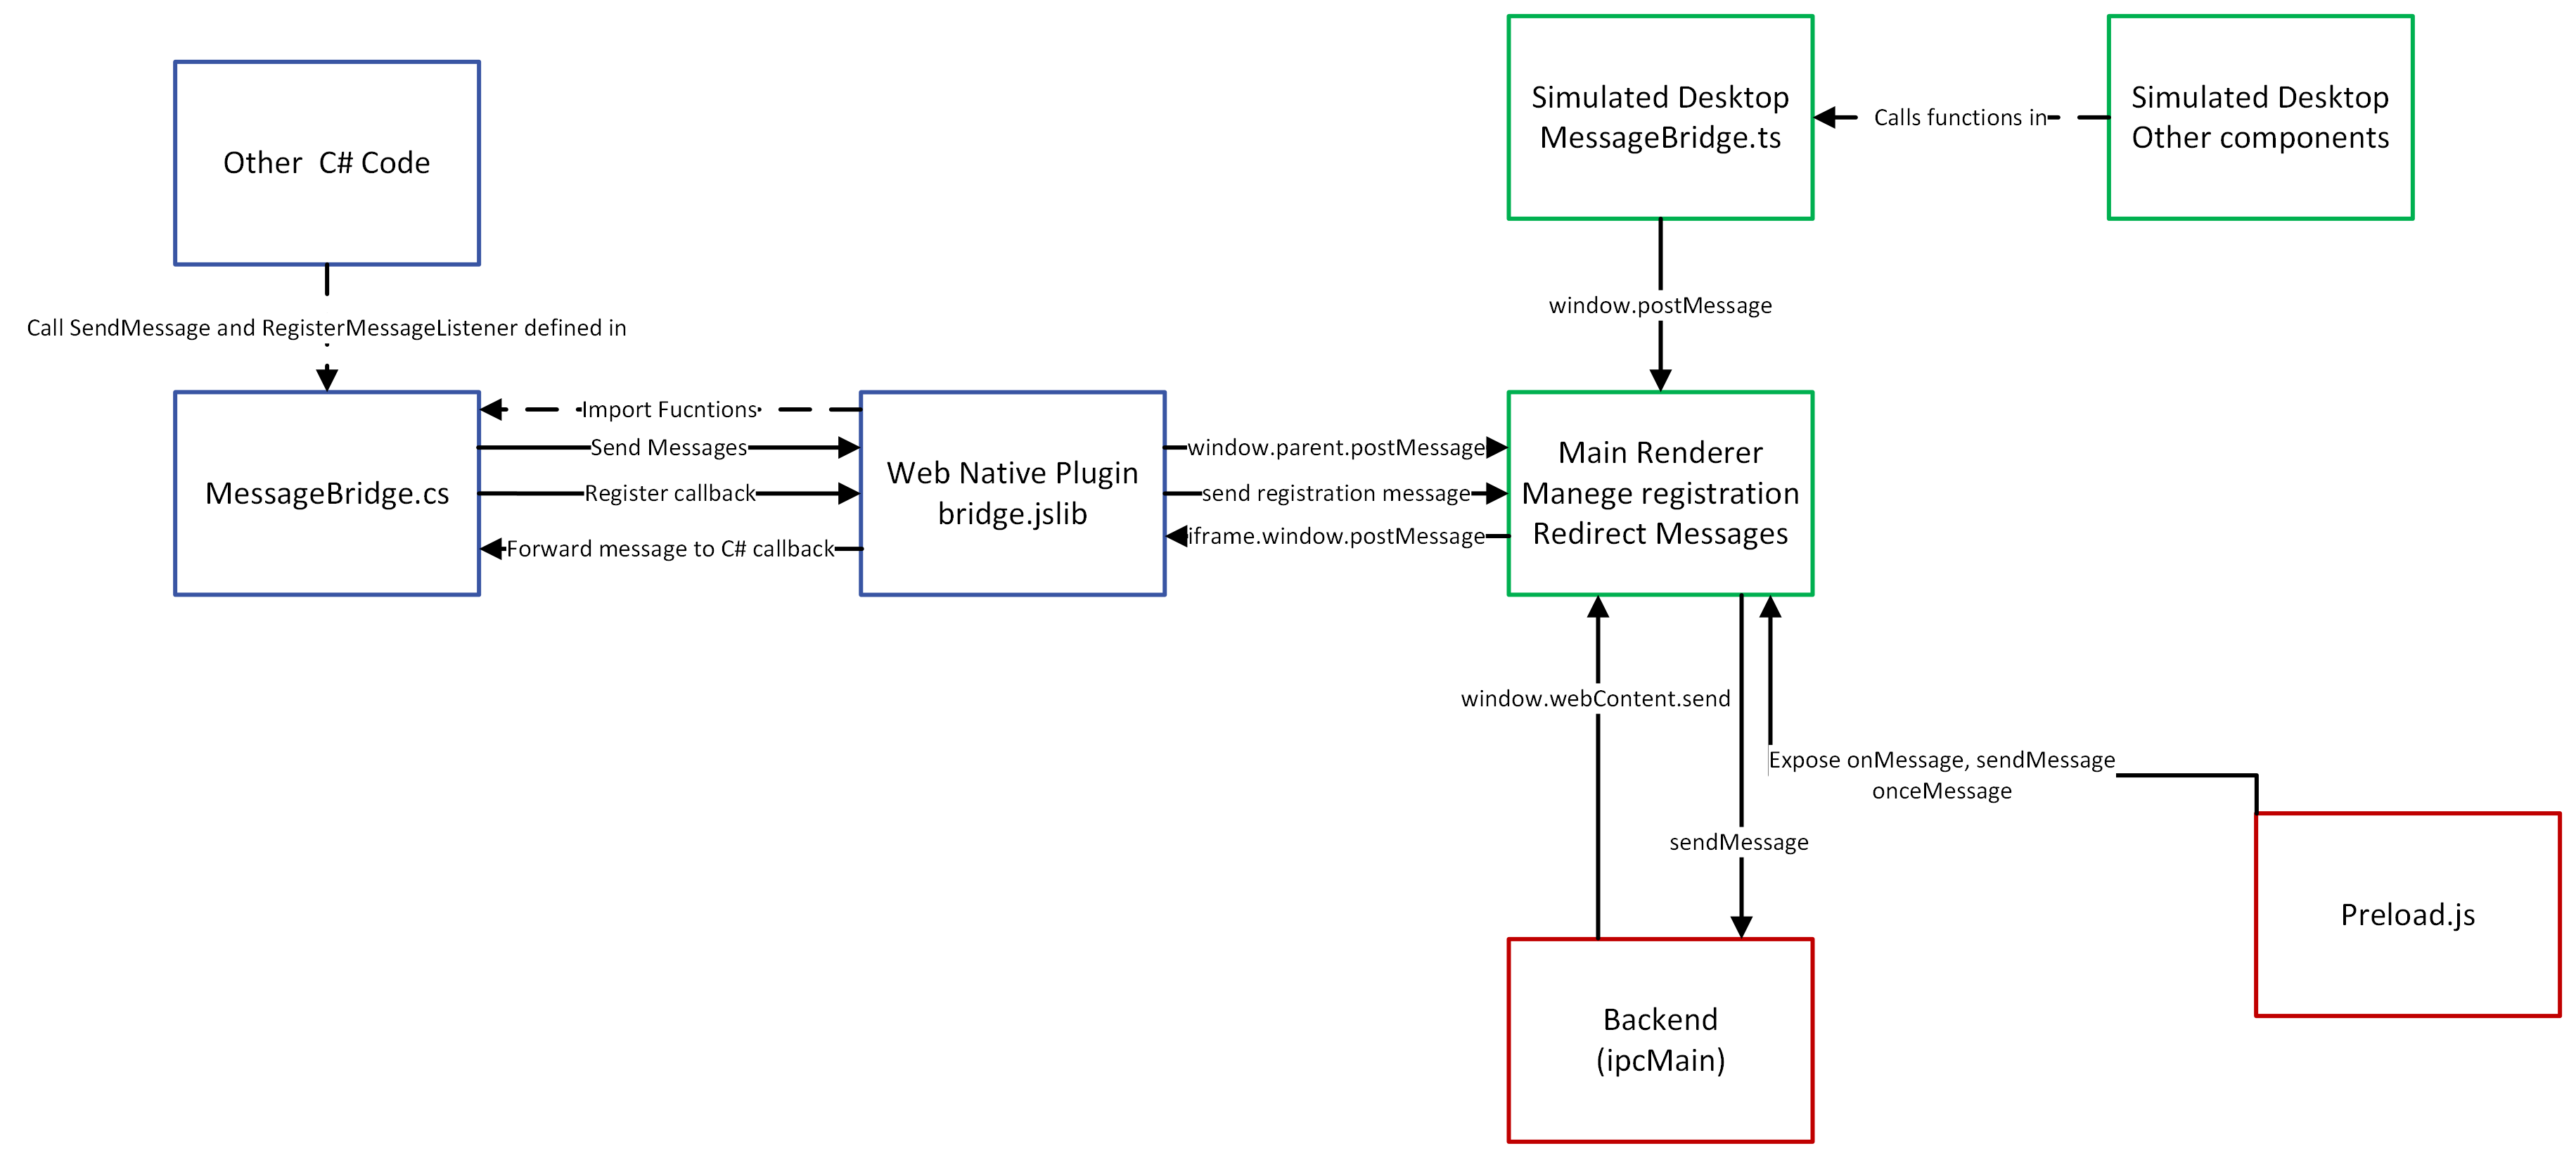 Other  C# Code
Simulated Desktop
MessageBridge.ts
Calls functions in
Simulated Desktop
Other components
Call SendMessage and RegisterMessageListener defined in
window.postMessage
MessageBridge.cs
Import Fucntions
Send Messages
Register callback
Forward message to C# callback
Web Native Plugin
bridge.jslib
window.parent.postMessage
send registration message
iframe.window.postMessage
Main Renderer
Manege registration
Redirect Messages
window.webContent.send
Expose onMessage, sendMessage
onceMessage
sendMessage
Preload.js
Backend
(ipcMain)